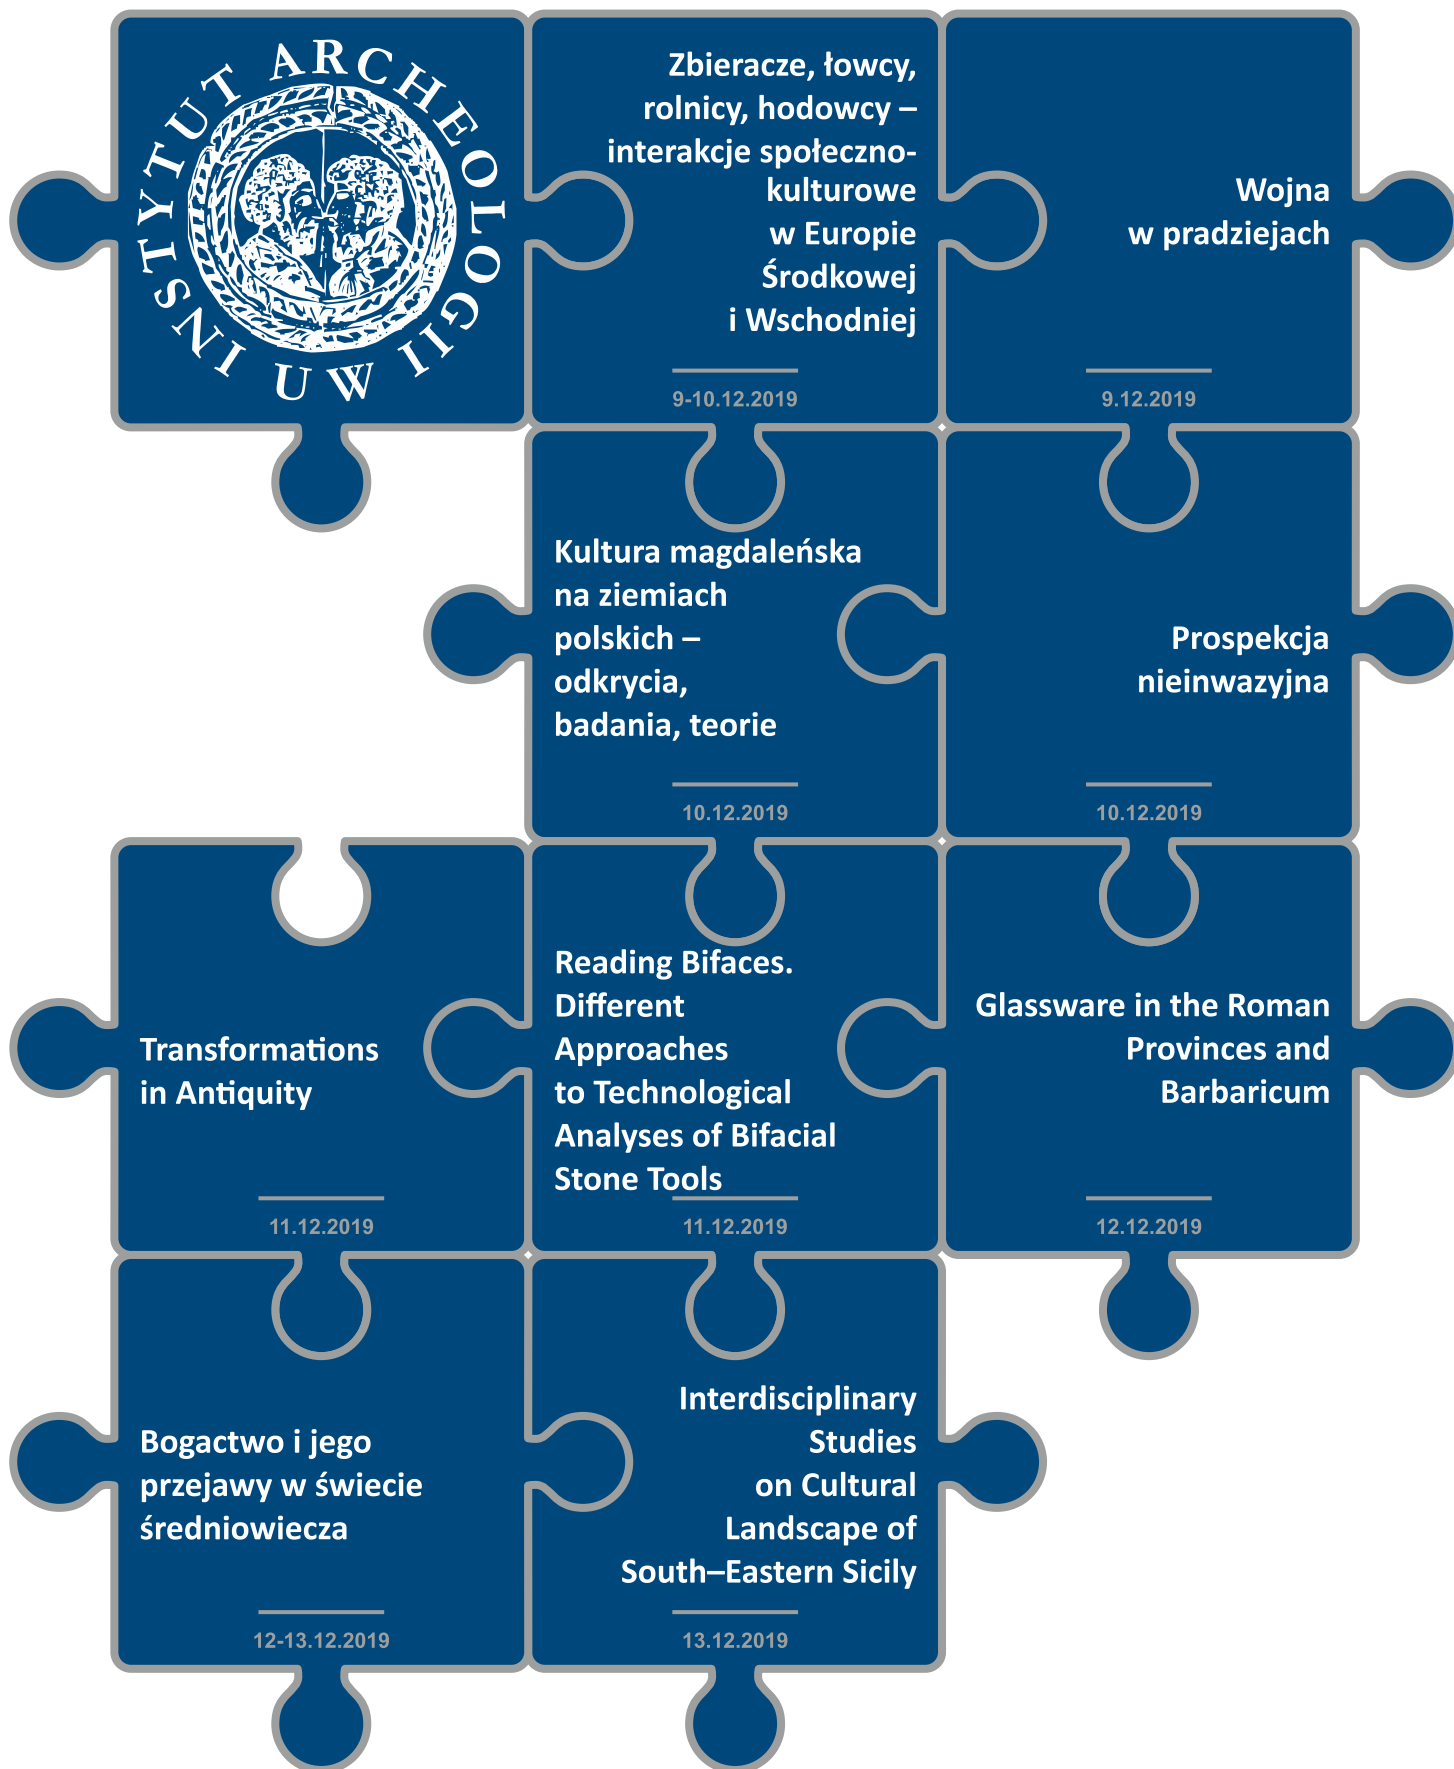 INSTYTUT ARCHEOLOGII UW
Zbieracze, łowcy,
rolnicy, hodowcy –
interakcje społeczno-
kulturowe
w Europie
Środkowej
i Wschodniej
9-10.12.2019
Wojna
w pradziejach
9.12.2019
Kultura magdaleńska
na ziemiach
polskich –
odkrycia,
badania, teorie
10.12.2019
Prospekcja
nieinwazyjna
10.12.2019
Transformations
in Antiquity
11.12.2019
Reading Bifaces.
Different
Approaches
to Technological
Analyses of Bifacial
Stone Tools
11.12.2019
Glassware in the Roman
Provinces and
Barbaricum
12.12.2019
Bogactwo i jego
przejawy w świecie
średniowiecza
12-13.12.2019
Interdisciplinary
Studies
on Cultural
Landscape of
South–Eastern Sicily
13.12.2019